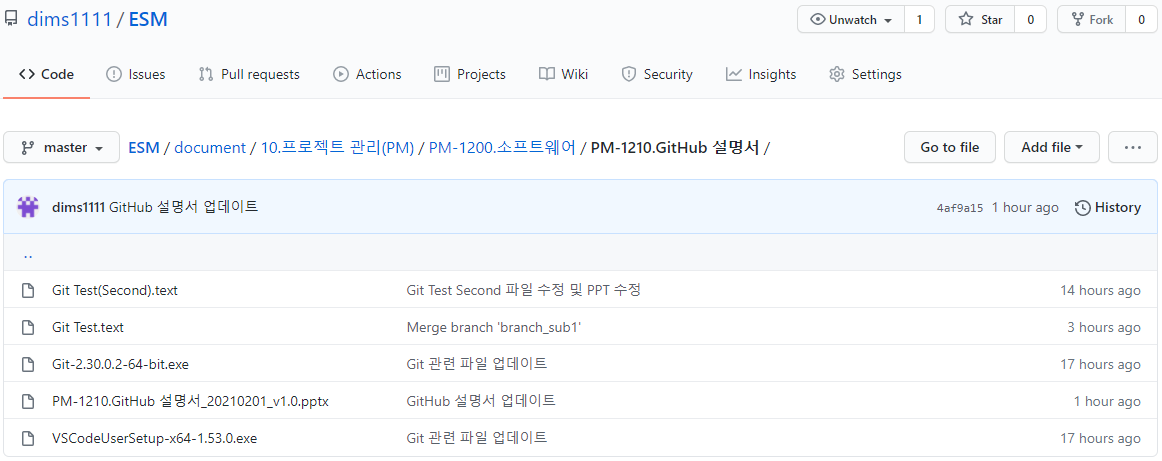 dims1111 / ESM
Unwatch 1 Star 0 Fork 0
Code Issues Pull requests Actions Projects Wiki Security Insights Settings
master ESM / document / 10.프로젝트 관리(PM) / PM-1200.소프트웨어 / PM-1210.GitHub 설명서 / Go to file Add file ...
dims1111 GitHub 설명서 업데이트 4af9a15 1 hour ago History
..
Git Test(Second).text Git Test Second 파일 수정 및 PPT 수정 14 hours ago
Git Test.text Merge branch 'branch_sub1' 3 hours ago
Git-2.30.0.2-64-bit.exe Git 관련 파일 업데이트 17 hours ago
PM-1210.GitHub 설명서_20210201_v1.0.pptx GitHub 설명서 업데이트 1 hour ago
VSCodeUserSetup-x64-1.53.0.exe Git 관련 파일 업데이트 17 hours ago